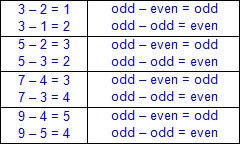 3 – 2 = 1 odd – even = odd
3 – 1 = 2 odd – odd = even
5 – 2 = 3 odd – even = odd
5 – 3 = 2 odd – odd = even
7 – 4 = 3 odd – even = odd
7 – 3 = 4 odd – odd = even
9 – 4 = 5 odd – even = odd
9 – 5 = 4 odd – odd = even